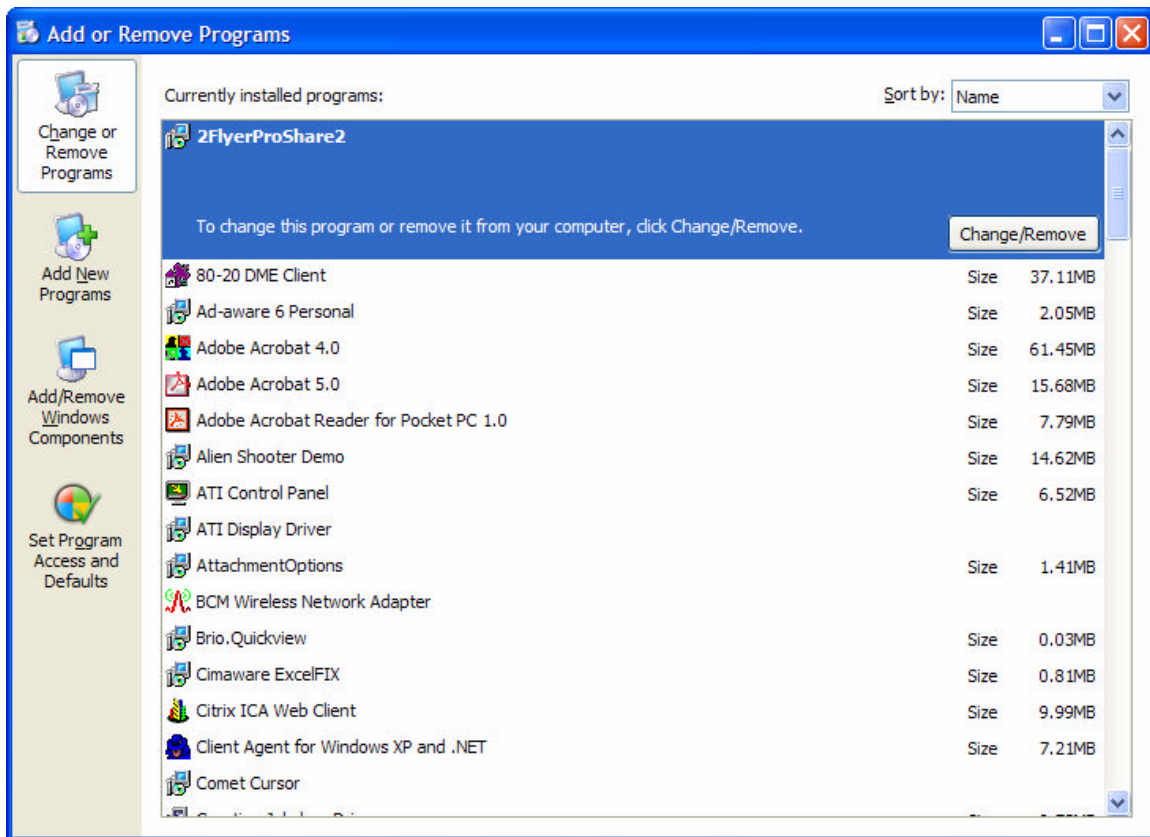 Add or Remove Programs
Change or
Remove
Programs
Add New
Programs
Add/Remove
Windows
Components
Set Program
Access and
Defaults
Currently installed programs:
Sort by: Name
2FlyerProShare2
To change this program or remove it from your computer, click Change/Remove.
Change/Remove
80-20 DME Client Size 37.11MB
Ad-aware 6 Personal Size 2.05MB
Adobe Acrobat 4.0 Size 61.45MB
Adobe Acrobat 5.0 Size 15.68MB
Adobe Acrobat Reader for Pocket PC 1.0 Size 7.79MB
Alien Shooter Demo Size 14.62MB
ATI Control Panel Size 6.52MB
ATI Display Driver
AttachmentOptions Size 1.41MB
BCM Wireless Network Adapter
Brio.Quickview Size 0.03MB
Cimaware ExcelFIX Size 0.81MB
Citrix ICA Web Client Size 9.99MB
Client Agent for Windows XP and .NET Size 7.21MB
Comet Cursor